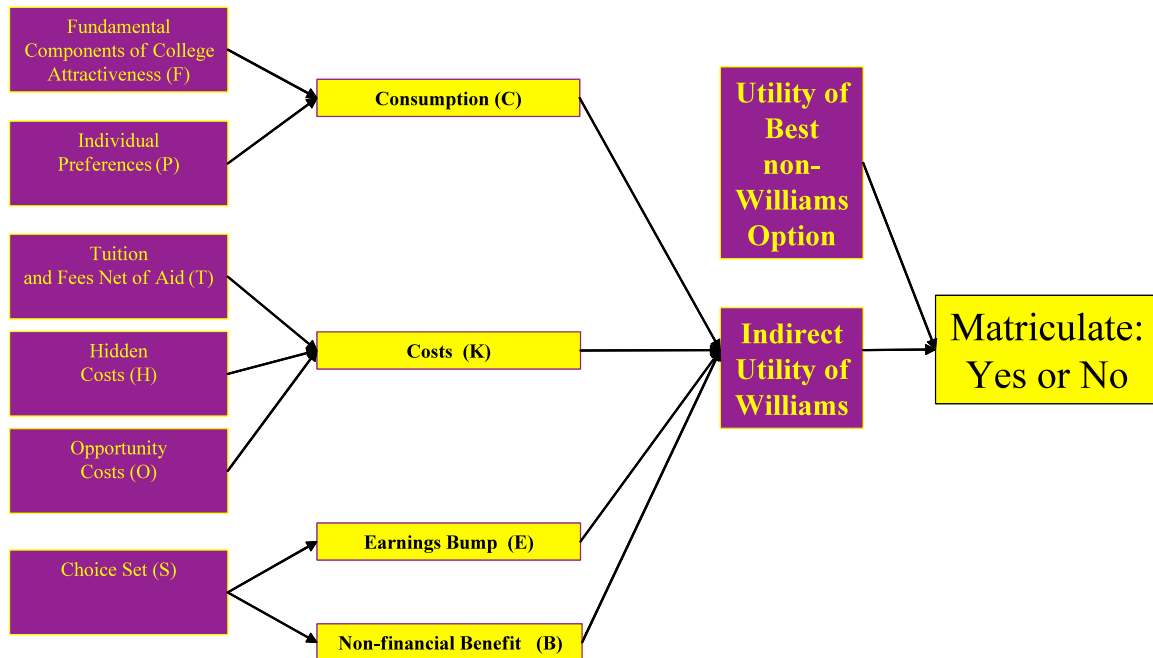 Fundamental
Components of College
Attractiveness (F)
Individual
Preferences (P)
Tuition
and Fees Net of Aid (T)
Hidden
Costs (H)
Opportunity
Costs (O)
Choice Set (S)
Consumption (C)
Costs (K)
Earnings Bump (E)
Non-financial Benefit (B)
Utility of
Best
non-
Williams
Option
Indirect
Utility of
Williams
Matriculate:
Yes or No